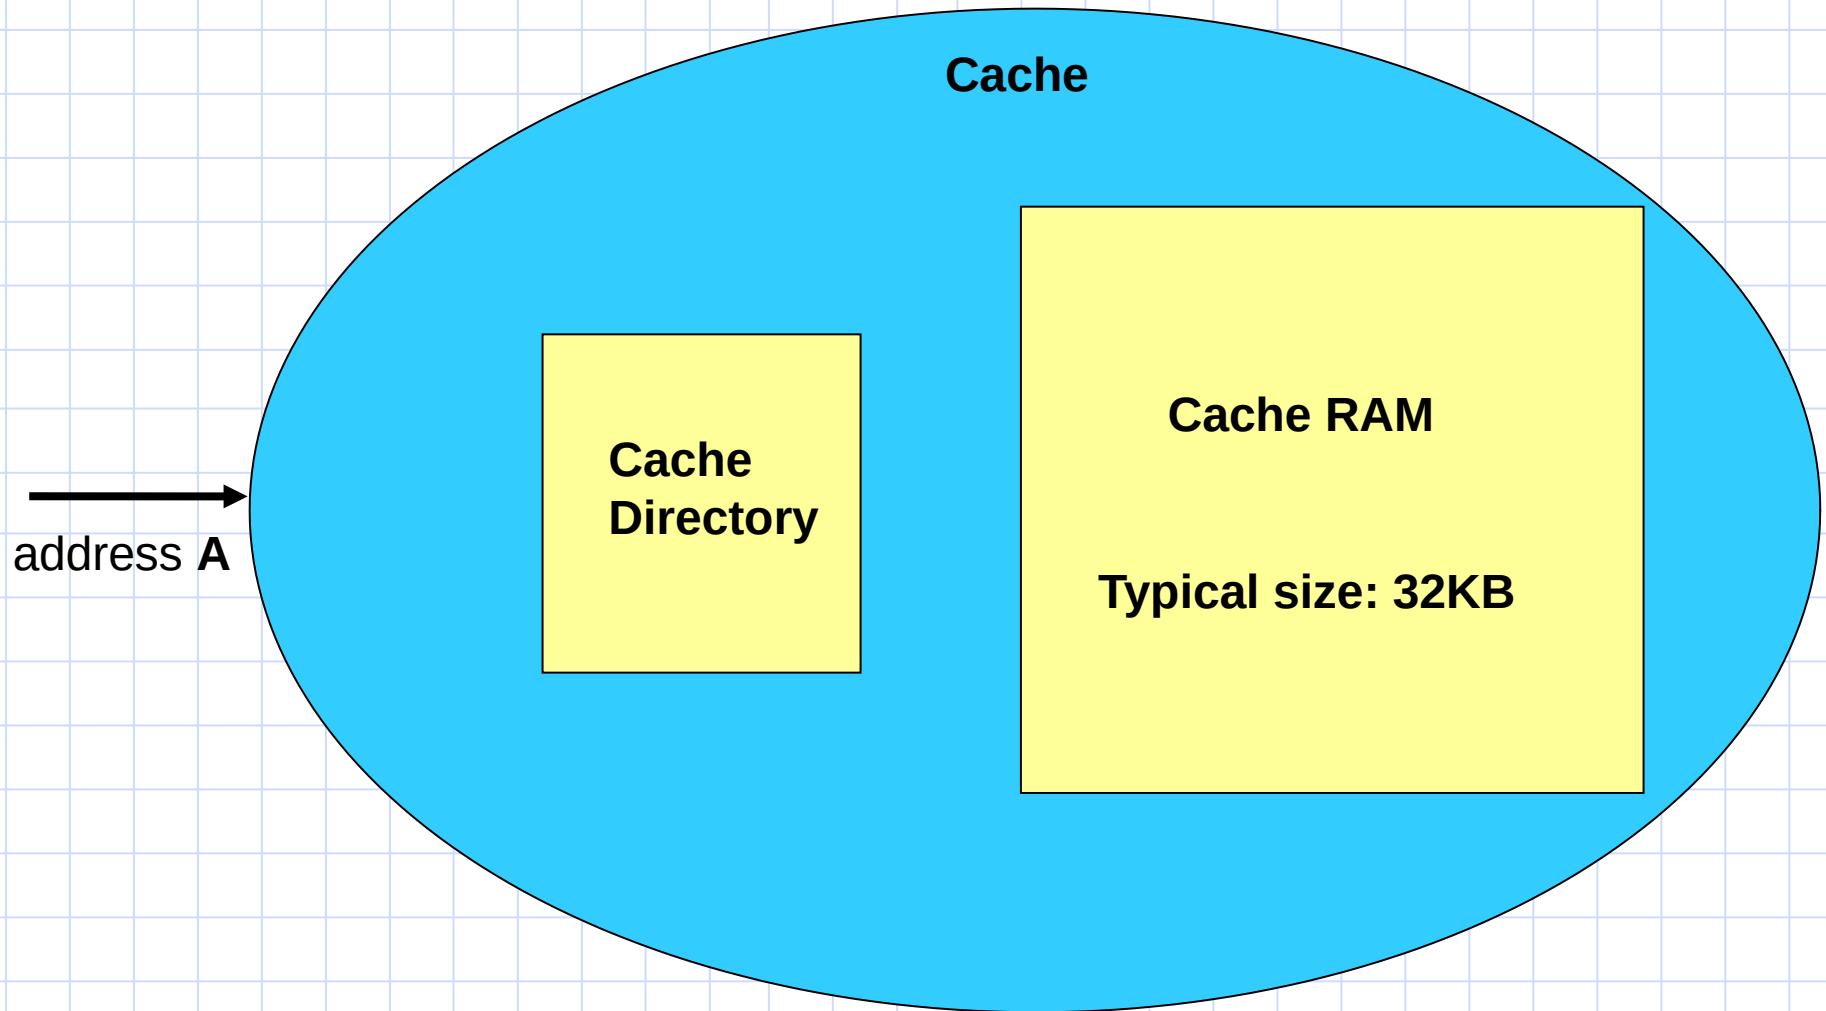 Cache
Cache RAM
Cache
Directory
address A
Typical size: 32KB